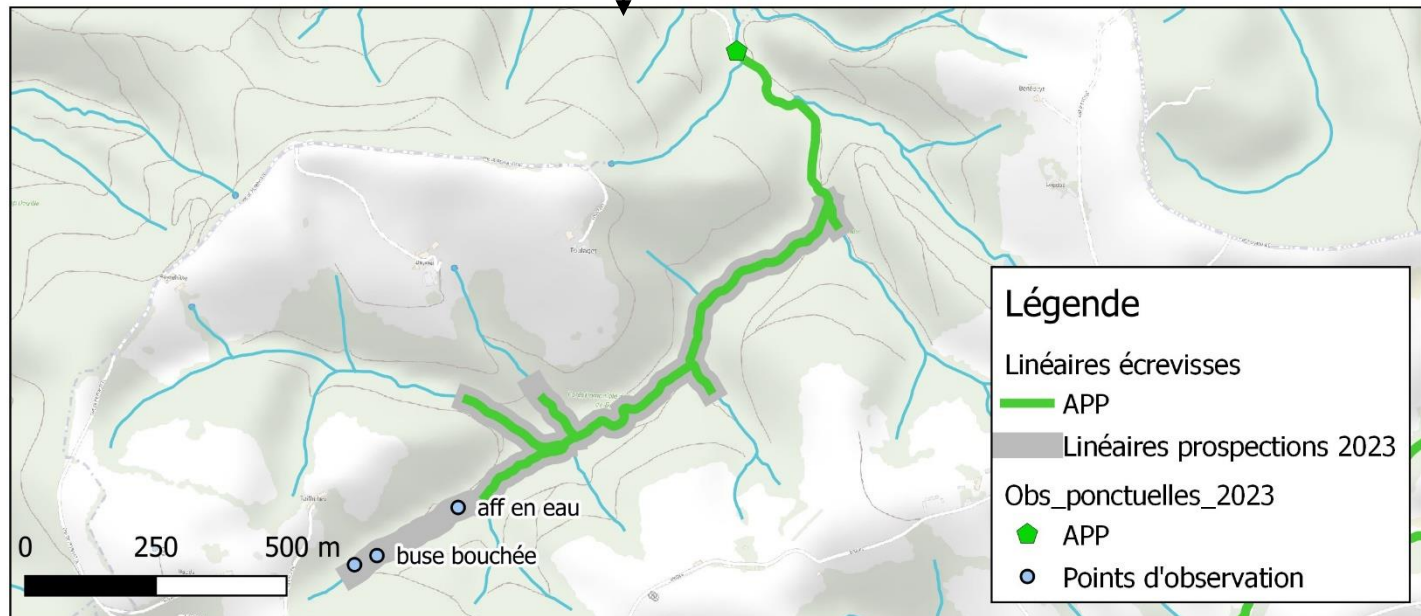 Légende
Linéaires écrevisses
APP
Linéaires prospections 2023
Obs_ponctuelles_2023
APP
Points d'observation
aff en eau
buse bouchée
0 250 500 m